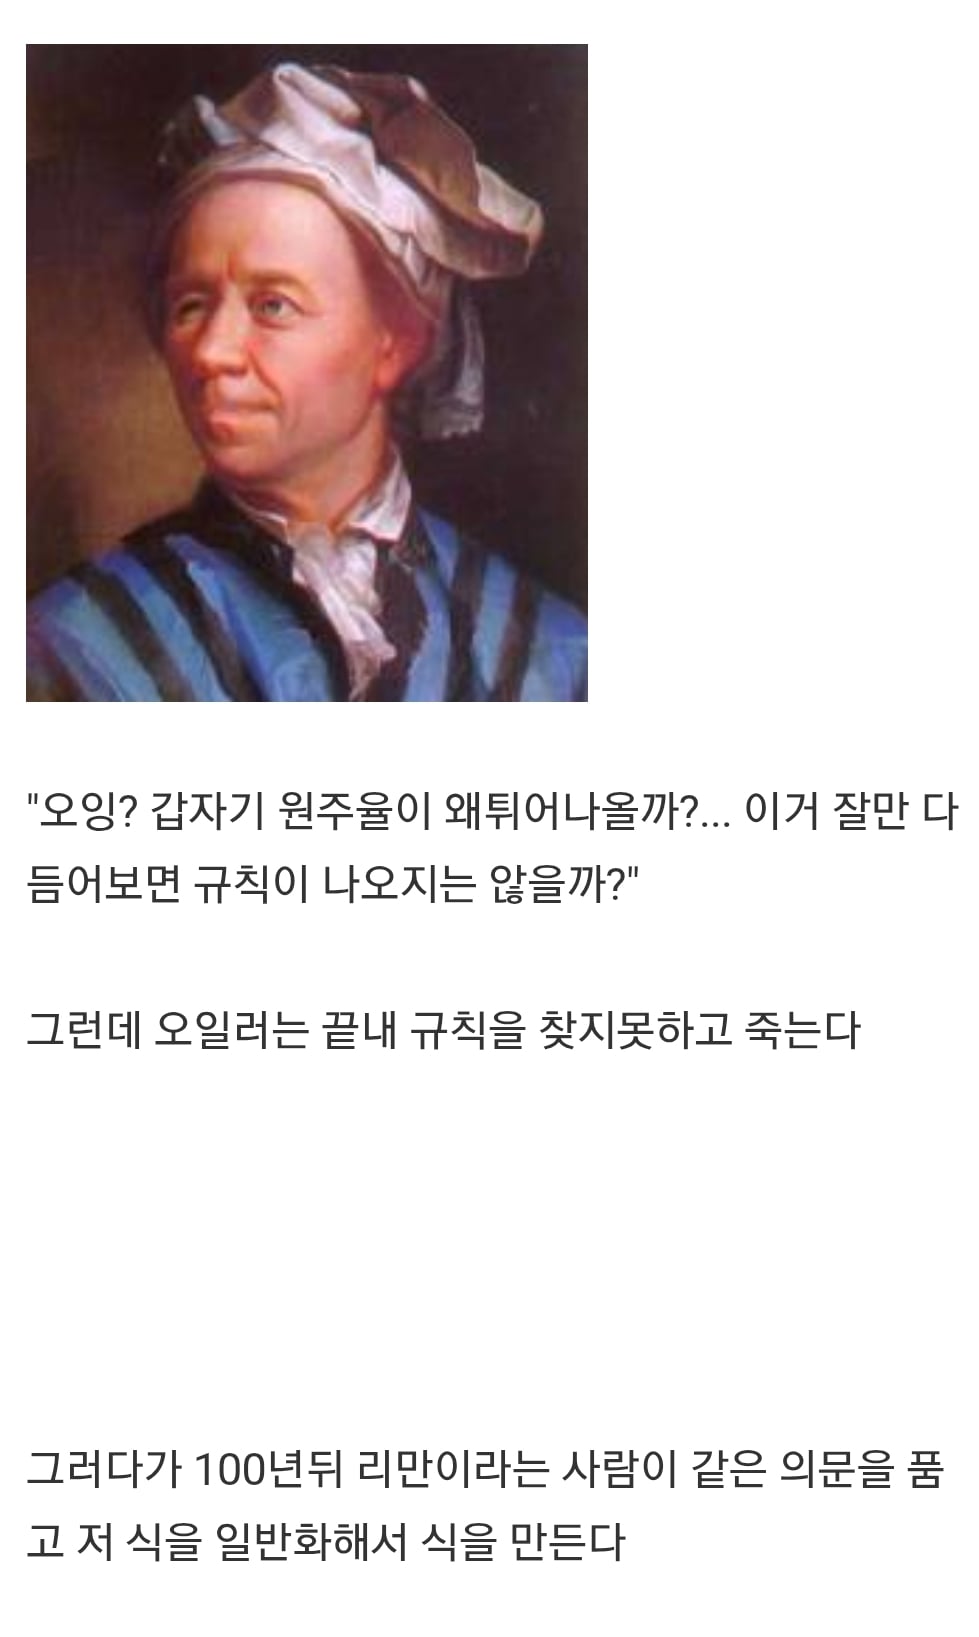 "오잉? 갑자기 원주율이 왜튀어나올까?... 이거 잘만 다
듬어보면 규칙이 나오지는 않을까?"
그런데 오일러는 끝내 규칙을 찾지못하고 죽는다
그러다가 100년뒤 리만이라는 사람이 같은 의문을 품
고 저 식을 일반화해서 식을 만든다